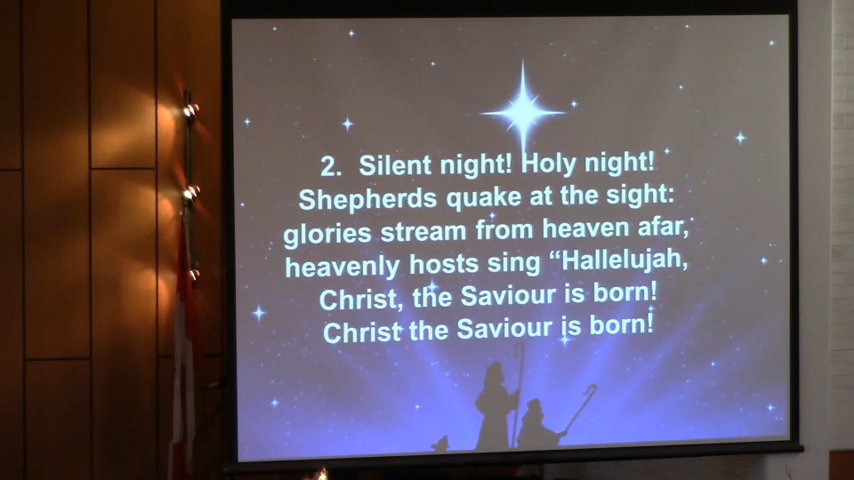 2. Silent night! Holy night!
Shepherds quake at the sight:
glories stream from heaven afar,
heavenly hosts sing “Hallelujah,
Christ, the Saviour is born!
Christ the Saviour is born!